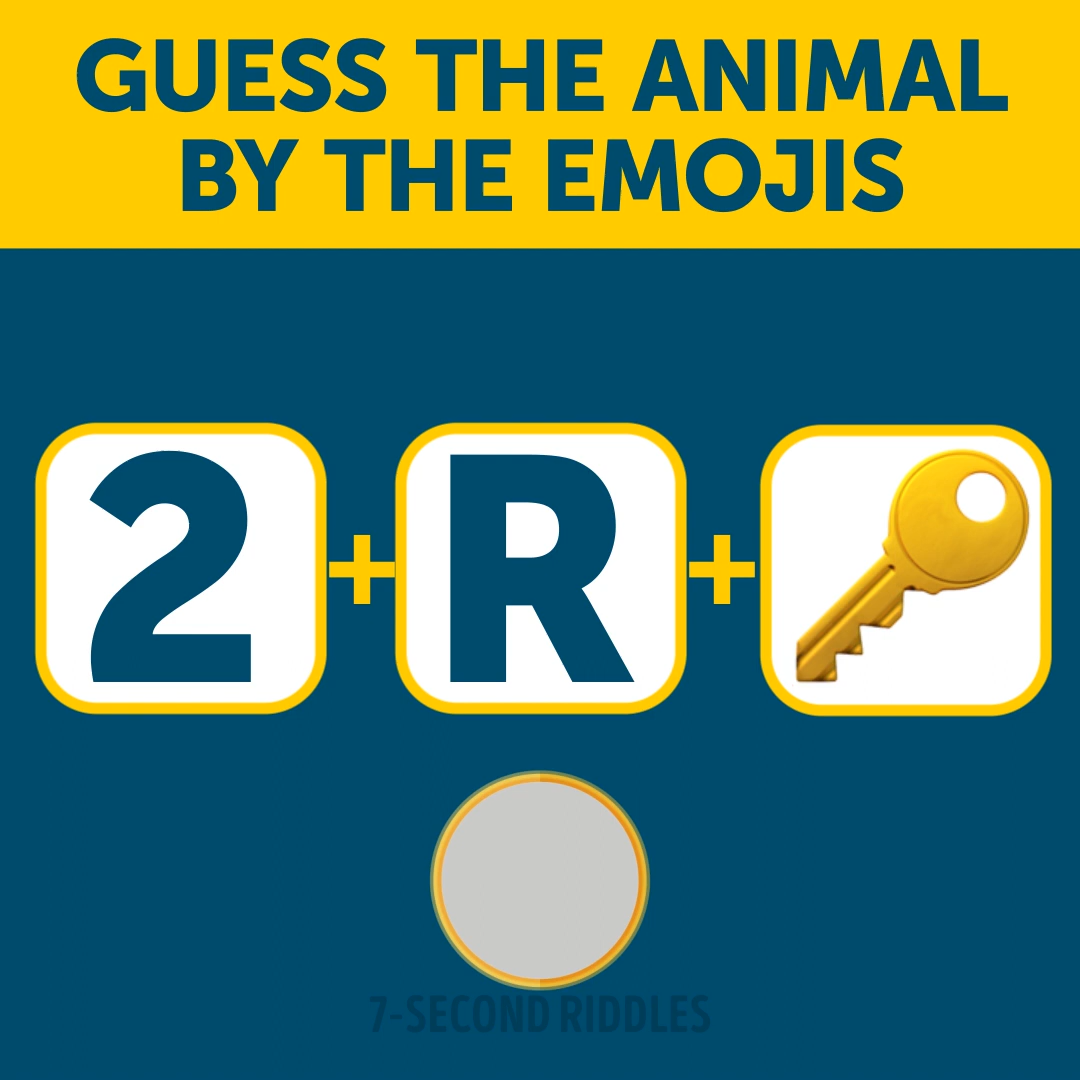 GUESS THE ANIMAL
BY THE EMOJIS
2 + R +
7-SECOND RIDDLES